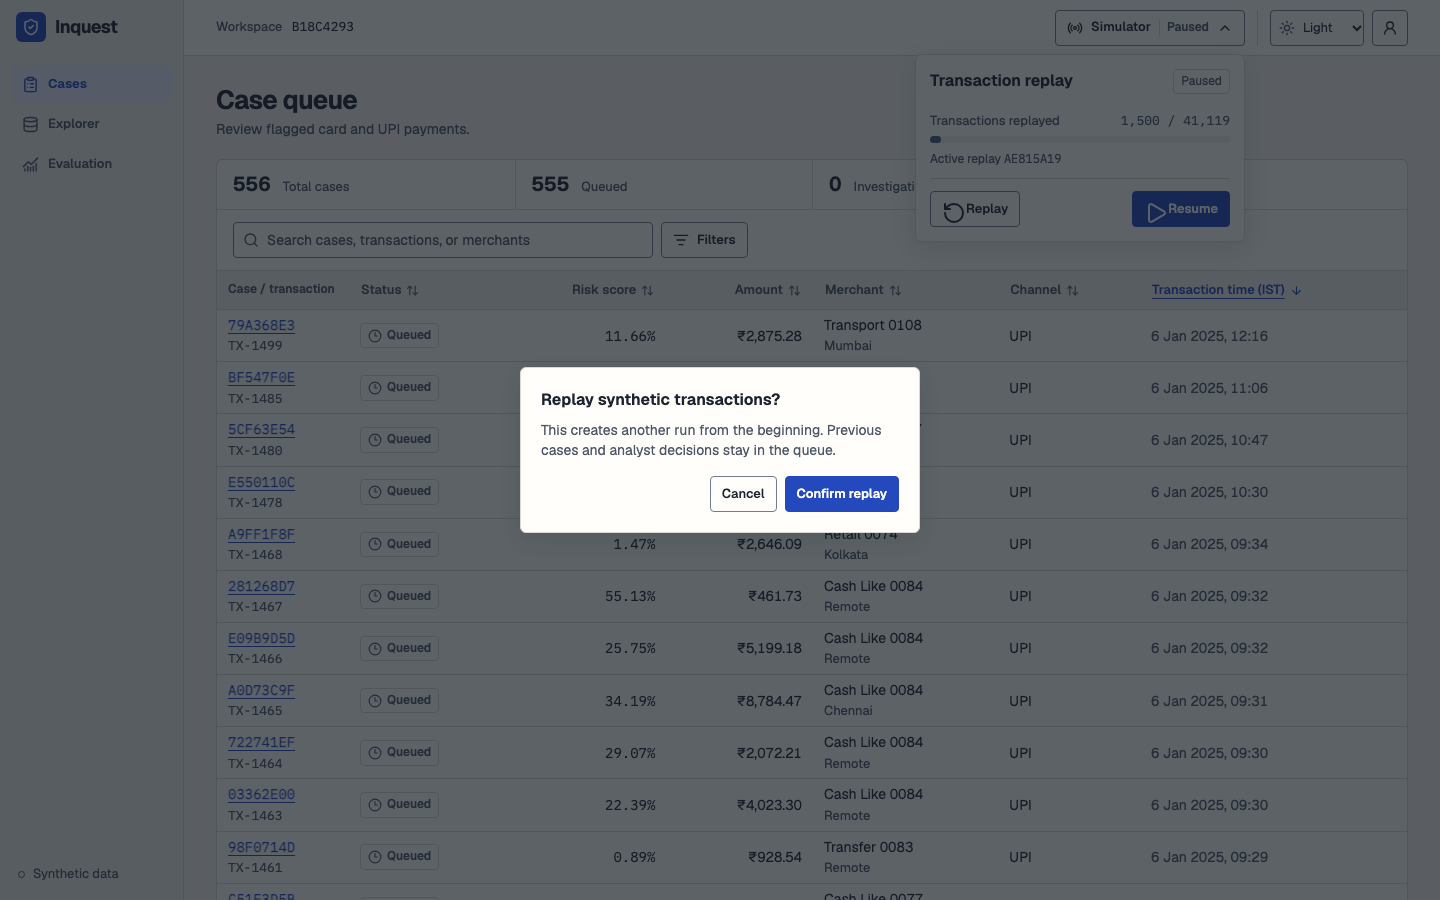 Inquest
Workspace B18C4293
Simulator Paused
Light
Cases
Explorer
Evaluation
Synthetic data
Case queue
Review flagged card and UPI payments.
Transaction replay Paused
Transactions replayed 1,500 / 41,119
Active replay AE815A19
Replay Resume
556 Total cases 555 Queued 0
Search cases, transactions, or merchants Filters
Case / transaction Status Risk score Amount Merchant Channel Transaction time (IST)
79A368E3 Queued 11.66% ₹2,875.28 Transport 0108 UPI 6 Jan 2025, 12:16
TX-1499 Mumbai
BF547F0E Queued UPI 6 Jan 2025, 11:06
TX-1485
5CF63E54 Queued UPI 6 Jan 2025, 10:47
TX-1480
E550110C Queued UPI 6 Jan 2025, 10:30
TX-1478
Replay synthetic transactions?
This creates another run from the beginning. Previous
cases and analyst decisions stay in the queue.
Cancel Confirm replay
A9FF1F8F Queued 1.47% ₹2,646.09 Retail 0074 UPI 6 Jan 2025, 09:34
TX-1468 Kolkata
281268D7 Queued 55.13% ₹461.73 Cash Like 0084 UPI 6 Jan 2025, 09:32
TX-1467 Remote
E09B9D5D Queued 25.75% ₹5,199.18 Cash Like 0084 UPI 6 Jan 2025, 09:32
TX-1466 Remote
A0D73C9F Queued 34.19% ₹8,784.47 Cash Like 0084 UPI 6 Jan 2025, 09:31
TX-1465 Chennai
722741EF Queued 29.07% ₹2,072.21 Cash Like 0084 UPI 6 Jan 2025, 09:30
TX-1464 Remote
03362E00 Queued 22.39% ₹4,023.30 Cash Like 0084 UPI 6 Jan 2025, 09:30
TX-1463 Remote
98F0714D Queued 0.89% ₹928.54 Transfer 0083 UPI 6 Jan 2025, 09:29
TX-1461 Remote
Cash Like 0077